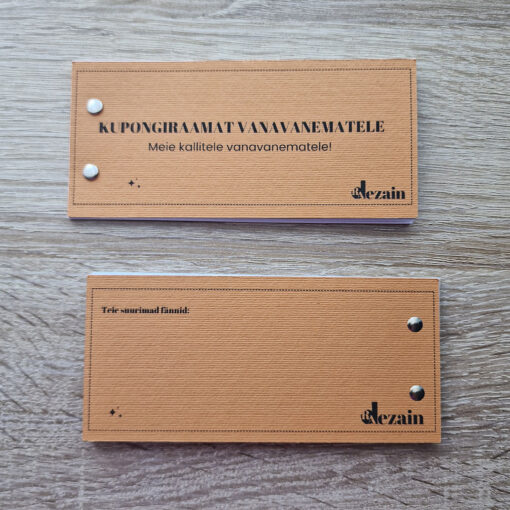 KUPONGIRAAMAT VANAVANEMATELE
Meie kallitele vanavanematele!
dezain
Teie suurimad fännid:
dezain